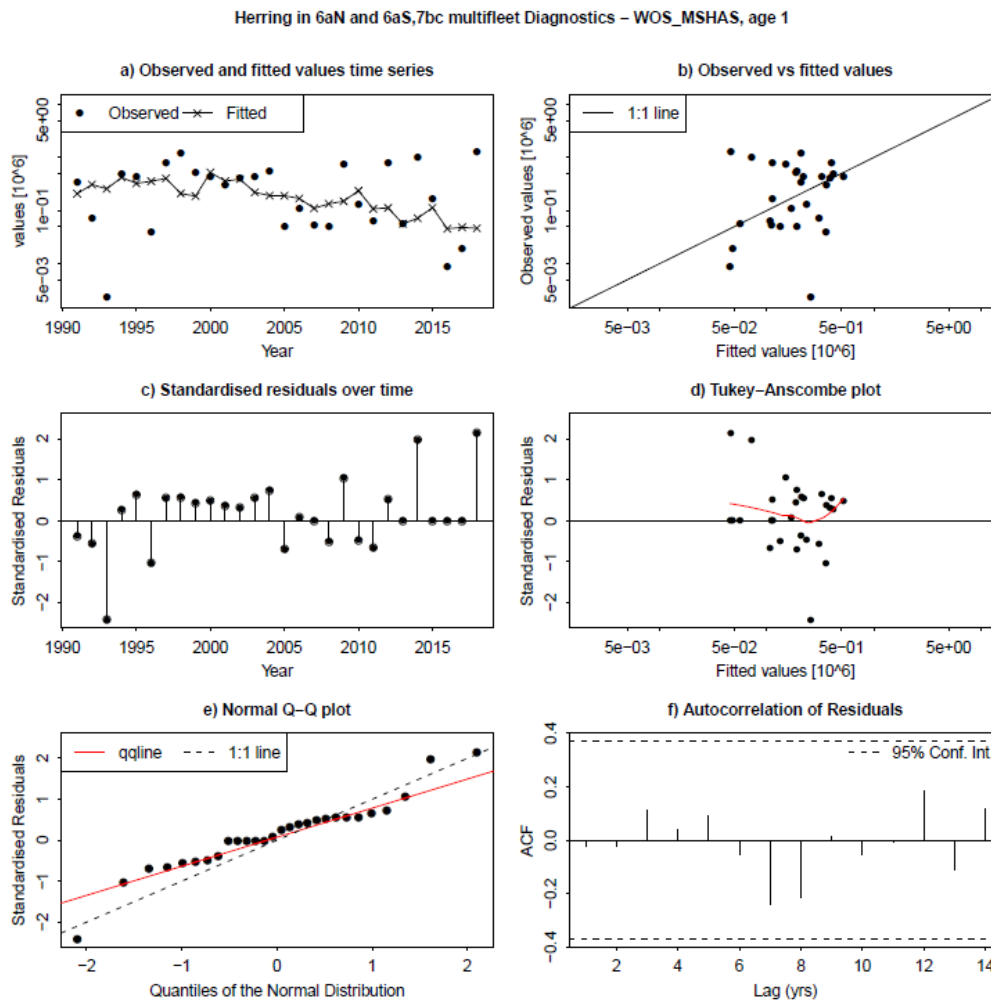 Herring in 6aN and 6aS,7bc multifleet Diagnostics − WOS_MSHAS, age 1
a) Observed and fitted values time series
values [10^6]
5e−03 1e−01 5e+00
Observed Fitted
1990 1995 2000 2005 2010 2015
Year
b) Observed vs fitted values
Observed values [10^6]
5e−03 1e−01 5e+00
1:1 line
5e−03 5e−02 5e−01 5e+00
Fitted values [10^6]
c) Standardised residuals over time
Standardised Residuals
−2 −1 0 1 2
1990 1995 2000 2005 2010 2015
Year
d) Tukey−Anscombe plot
Standardised Residuals
−2 −1 0 1 2
5e−03 5e−02 5e−01 5e+00
Fitted values [10^6]
e) Normal Q−Q plot
Standardised Residuals
−2 −1 0 1 2
qqline 1:1 line
−2 −1 0 1 2
Quantiles of the Normal Distribution
f) Autocorrelation of Residuals
ACF
−0.4 −0.2 0.0 0.2 0.4
95% Conf. Int.
2 4 6 8 10 12 14
Lag (yrs)